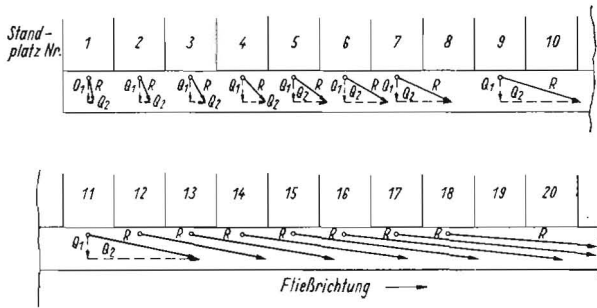 Stand-
platz Nr.
1 2 3 4 5 6 7 8 9 10
Q1 R Q2 Q1 R Q2 Q1 R Q2 Q1 R Q2 Q1 R Q2 Q1 R Q2 Q1 R Q2 Q1 R Q2
11 12 13 14 15 16 17 18 19 20
R R R R R R R R
Q1 Q2
Fließrichtung